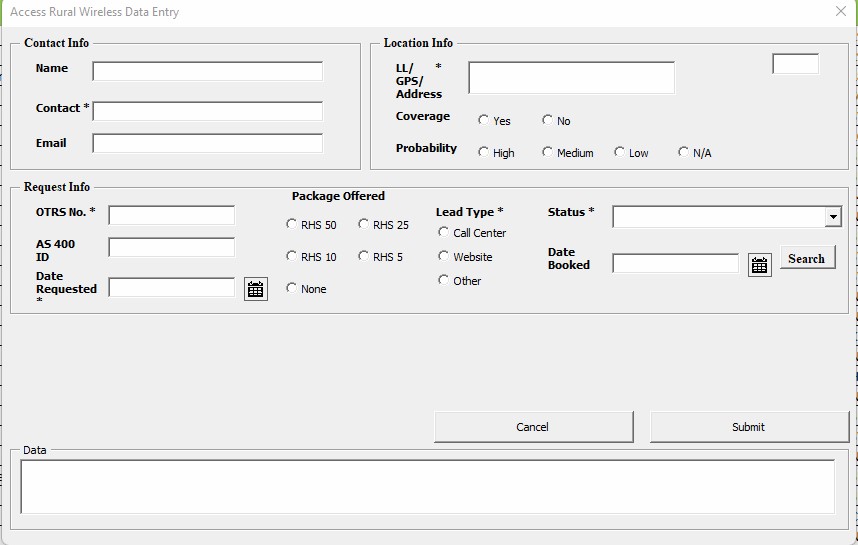 Access Rural Wireless Data Entry
Contact Info
Name
Contact *
Email
Location Info
LL/ *
GPS/
Address
Coverage
Yes
No
Probability
High
Medium
Low
N/A
Request Info
OTRS No. *
AS 400
ID
Date
Requested
*
Package Offered
RHS 50
RHS 25
RHS 10
RHS 5
None
Lead Type *
Call Center
Website
Other
Status *
Date
Booked
Search
Cancel
Submit
Data